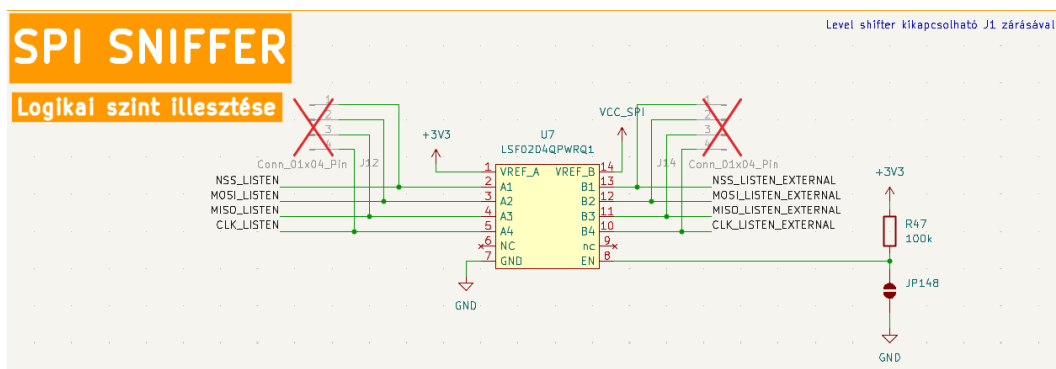 SPI SNIFFER
Level shifter kikapcsolható J1 zárásával
Logikai szint illesztése
1
2
3
4
Conn_01x04_Pin
J12
+3V3
U7
LSF0204QPWRQ1
VCC_SPI
1
2
3
4
J14
Conn_01x04_Pin
1 VREF_A VREF_B 14
NSS_LISTEN 2 A1 B1 13 NSS_LISTEN_EXTERNAL
MOSI_LISTEN 3 A2 B2 12 MOSI_LISTEN_EXTERNAL
MISO_LISTEN 4 A3 B3 11 MISO_LISTEN_EXTERNAL
CLK_LISTEN 5 A4 B4 10 CLK_LISTEN_EXTERNAL
6 NC nc 9
7 GND EN 8
GND
+3V3
R47
100k
JP148
GND